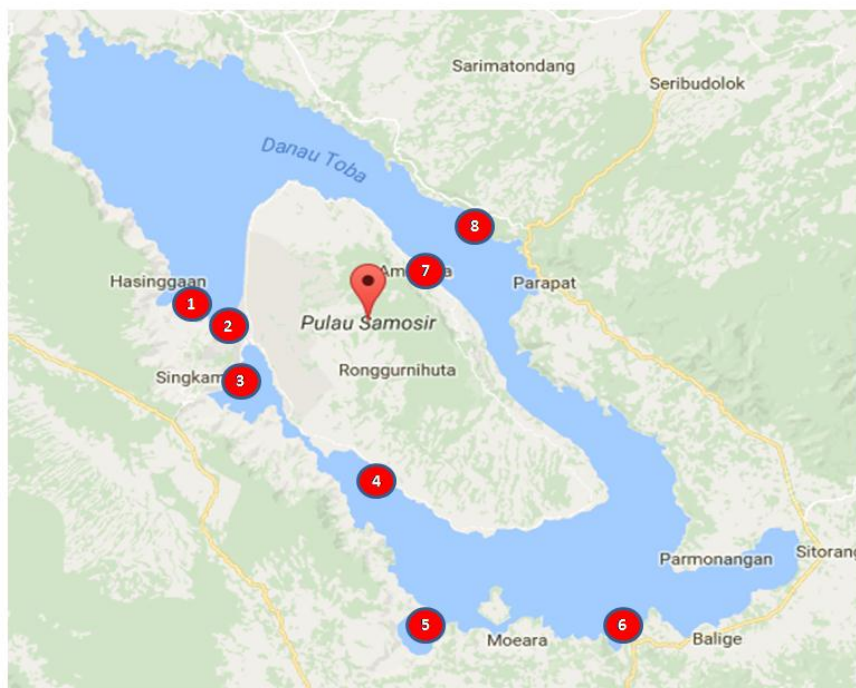 Sarimatondang
Seribudolok
Danau Toba
8
7
Parapat
Hasinggaan
1
2
Pulau Samosir
Ronggurnihuta
3
4
Parmonangan
Sitorang
5
Moeara
6
Balige